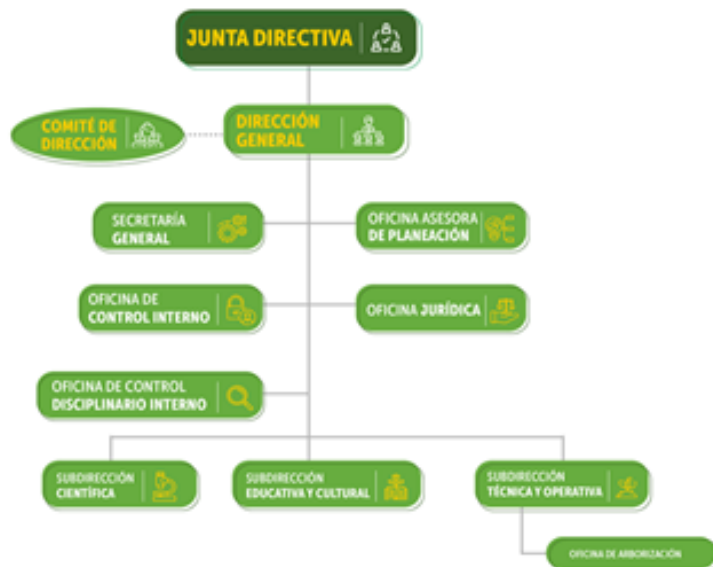 JUNTA DIRECTIVA
COMITÉ DE
DIRECCIÓN
DIRECCIÓN
GENERAL
SECRETARÍA
GENERAL
OFICINA ASESORA
DE PLANEACIÓN
OFICINA DE
CONTROL INTERNO
OFICINA JURÍDICA
OFICINA DE CONTROL
DISCIPLINARIO INTERNO
SUBDIRECCIÓN
CIENTÍFICA
SUBDIRECCIÓN
EDUCATIVA Y CULTURAL
SUBDIRECCIÓN
TÉCNICA Y OPERATIVA
OFICINA DE ARBORIZACIÓN